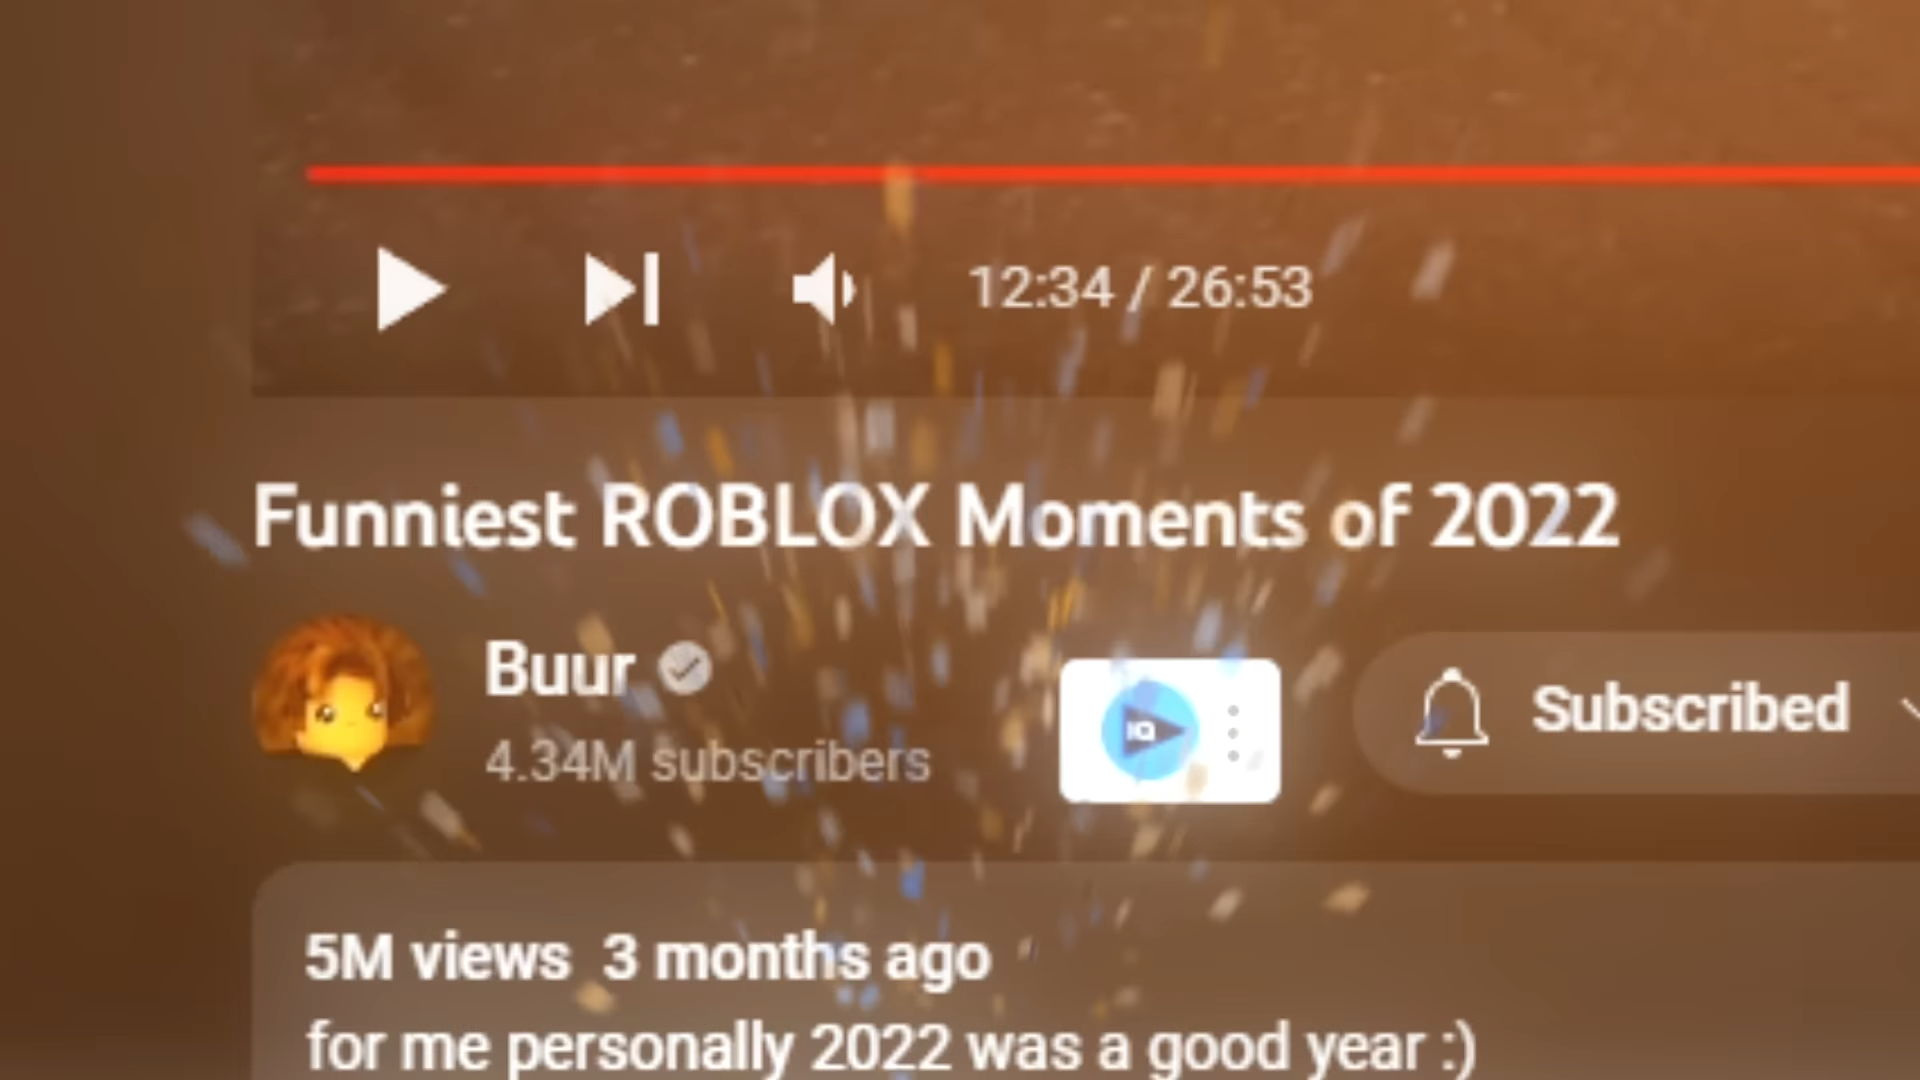 12:34 / 26:53
Funniest ROBLOX Moments of 2022
Buur
4.34M subscribers
IQ
Subscribed
5M views 3 months ago
for me personally 2022 was a good year :)